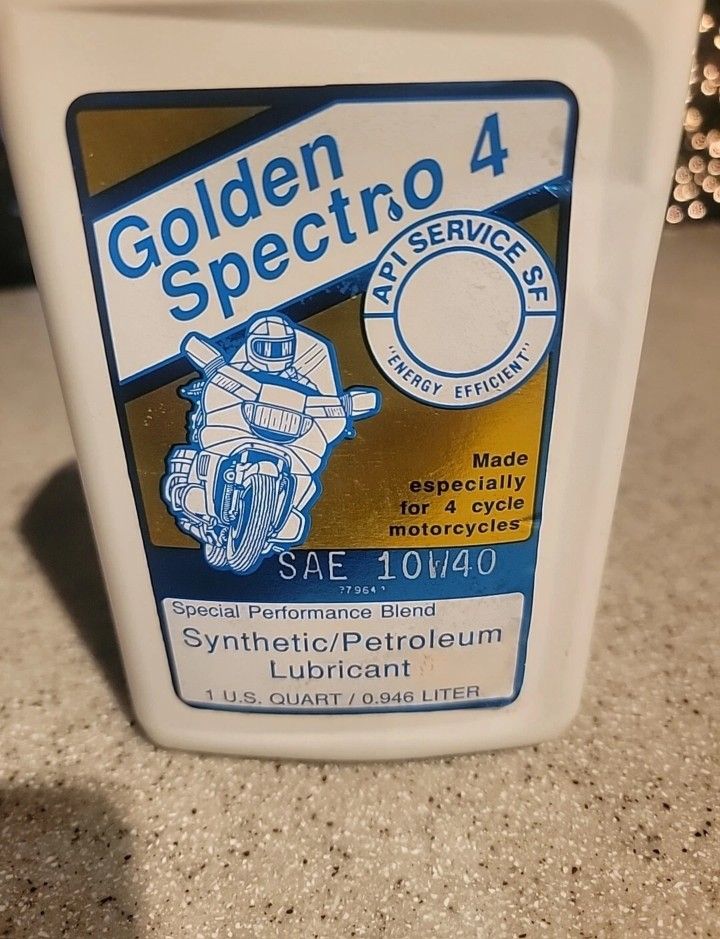 Golden
Spectro 4
API SERVICE SF
"ENERGY EFFICIENT"
Made
especially
for 4 cycle
motorcycles
SAE 10W40
Special Performance Blend
Synthetic/Petroleum
Lubricant
1 U.S. QUART / 0.946 LITER